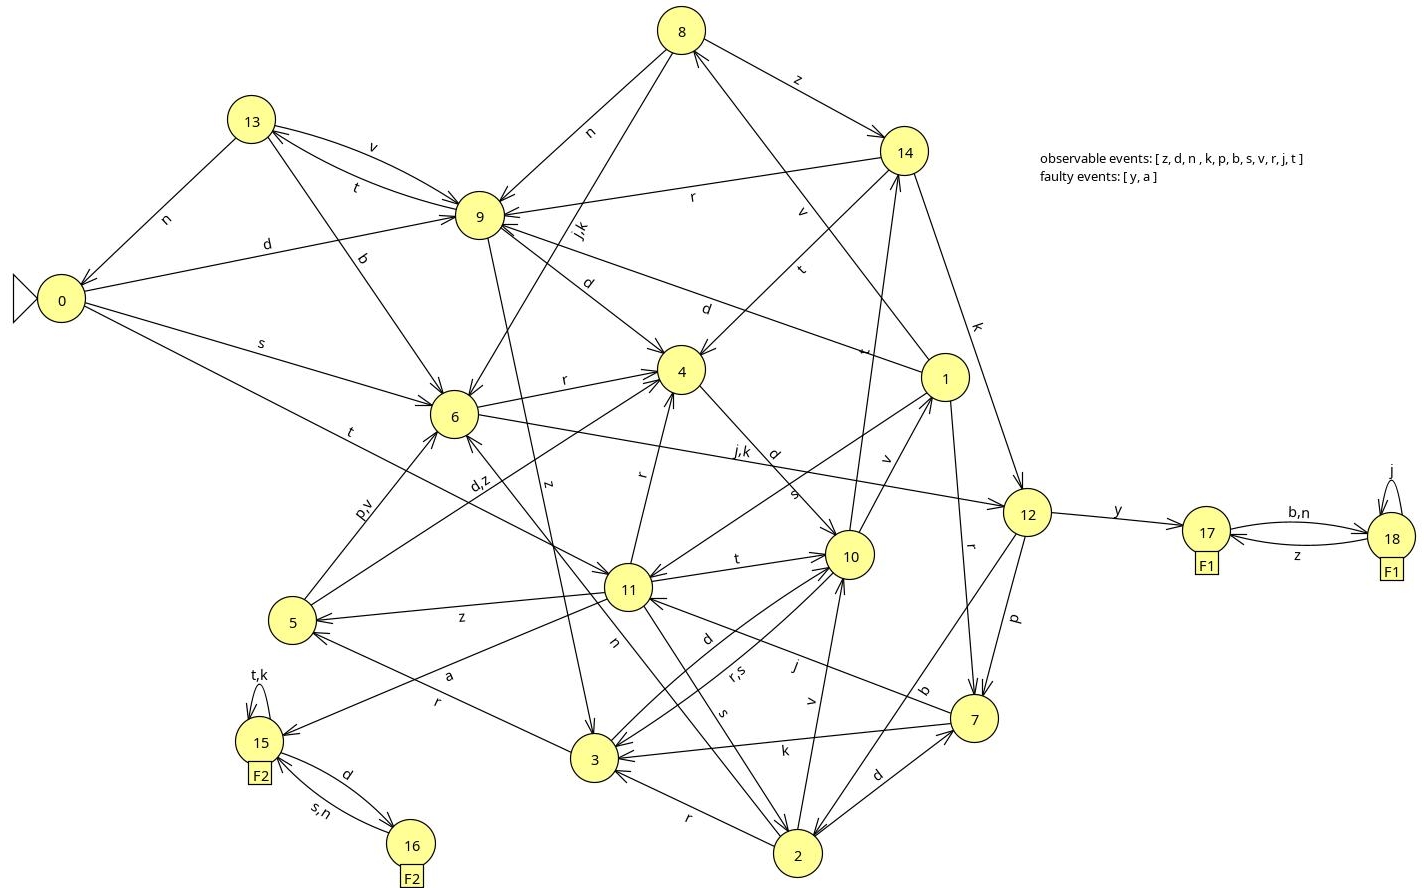 8
z
13
n
v
14
observable events: [ z, d, n , k, p, b, s, v, r, j, t ]
faulty events: [ y, a ]
t
r
v
n
9
j,k
d
b
t
0
d
d
k
s
t
4
1
r
6
t
j,k
d
v
j
r
d,z
z
s
p,v
b,n
y
12
17
18
t
r
10
z
F1
F1
11
5
z
p
d
n
j
r,s
t,k
a
b
v
r
s
7
15
3
k
F2
d
d
s,n
r
16
2
F2